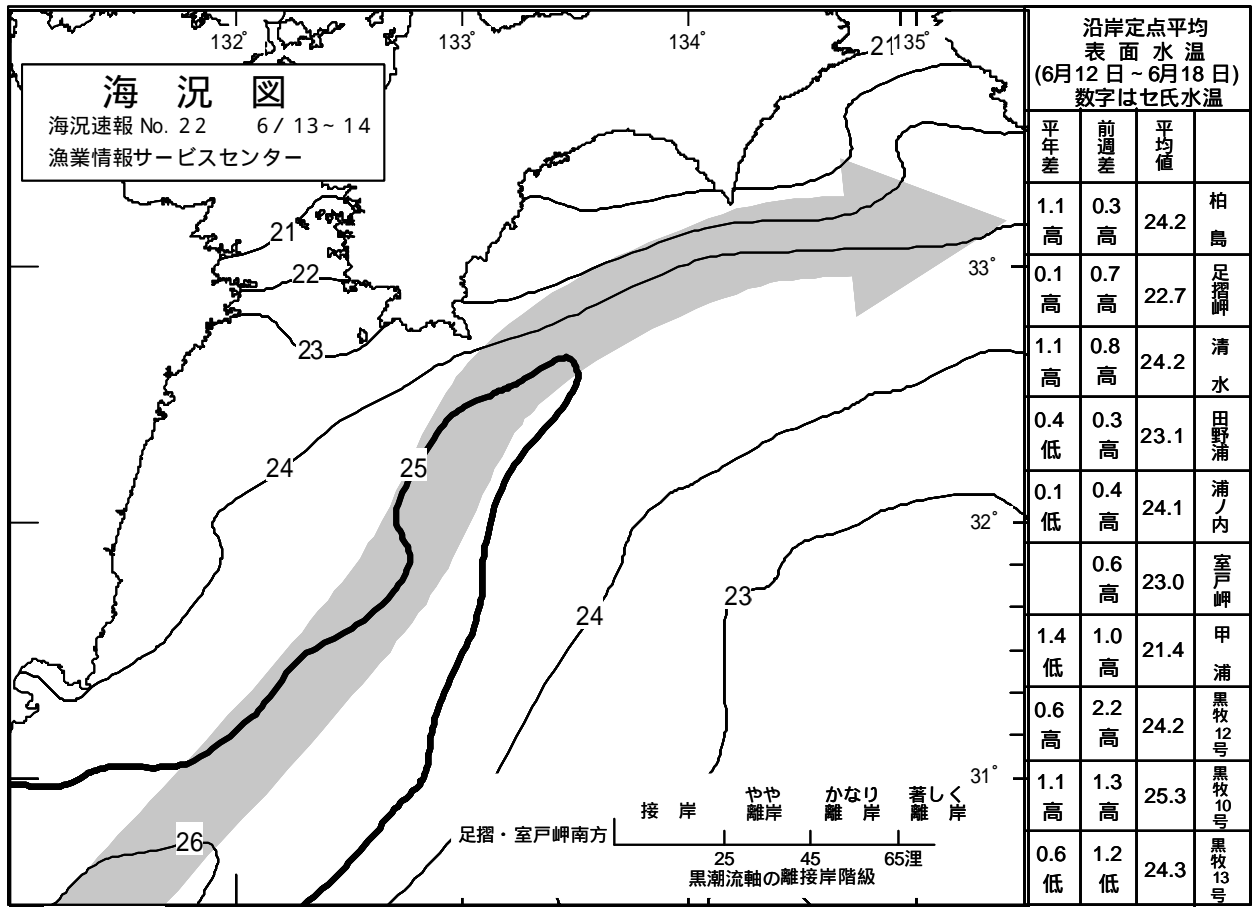 132°
133°
134°
21
135°
海況図
海況速報 No. 22 6/ 13~ 14
漁業情報サービスセンター
21
22
23
33°
24
25
32°
24
23
26
31°
接 岸
やや
離岸
かなり
離 岸
著しく
離 岸
足摺・室戸岬南方
25
45
65浬
黒潮流軸の離接岸階級
沿岸定点平均
表 面 水 温
(6月12 日 ~ 6月18 日)
数字はセ氏水温
平年差 前週差 平均値
1.1高 0.3高 24.2 柏島
0.1高 0.7高 22.7 足摺岬
1.1高 0.8高 24.2 清水
0.4低 0.3高 23.1 田野浦
0.1低 0.4高 24.1 浦ノ内
0.6高 23.0 室戸岬
1.4低 1.0高 21.4 甲浦
0.6高 2.2高 24.2 黒牧12号
1.1高 1.3高 25.3 黒牧10号
0.6低 1.2低 24.3 黒牧13号